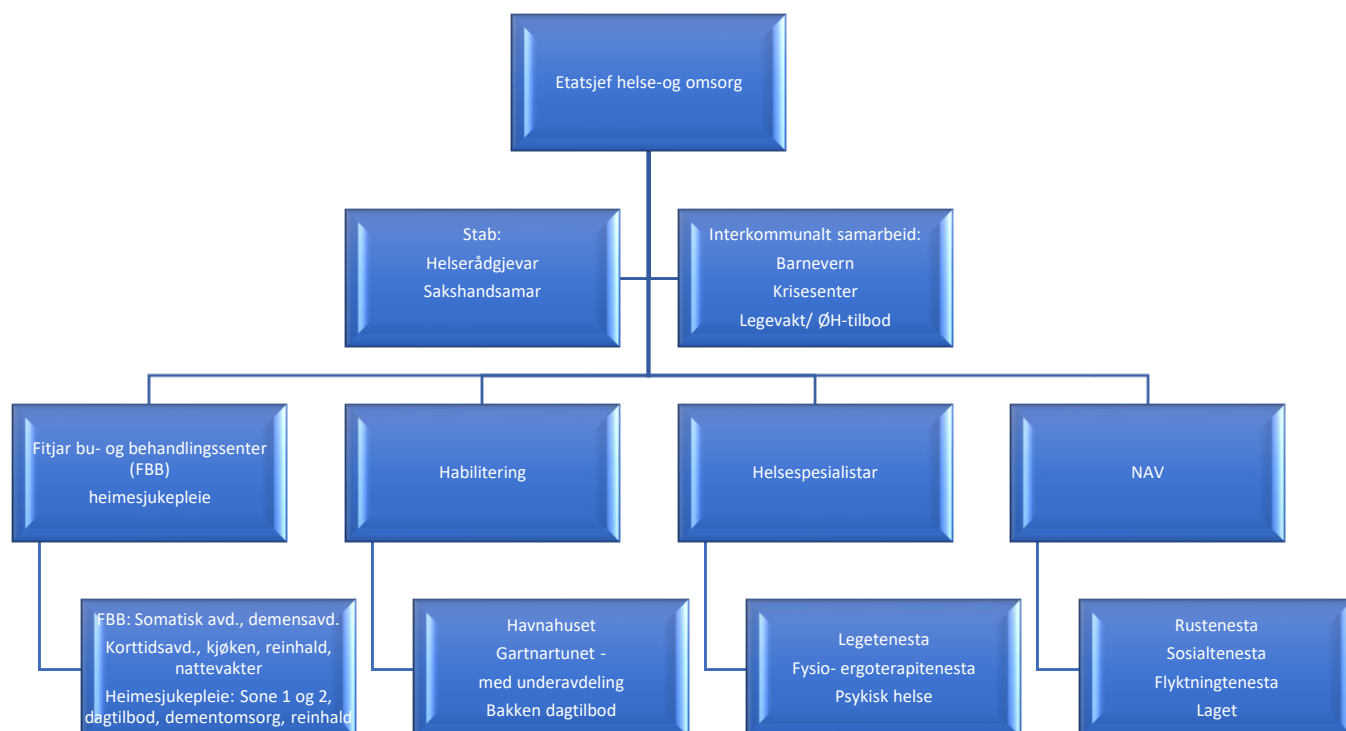 Etatsjef helse-og omsorg
Stab:
Helserådgjevar
Sakshandsamar
Interkommunalt samarbeid:
Barnevern
Krisesenter
Legevakt/ ØH-tilbod
Fitjar bu- og behandlingssenter
(FBB)
heimesjukepleie
Habilitering
Helsespesialistar
NAV
FBB: Somatisk avd., demensavd.
Korttidsavd., kjøken, reinhald,
nattevakter
Heimesjukepleie: Sone 1 og 2,
dagtilbod, dementomsorg, reinhald
Havnahuset
Gartnartunet -
med underavdeling
Bakken dagtilbod
Legetenesta
Fysio- ergoterapitenesta
Psykisk helse
Rustenesta
Sosialtenesta
Flyktningtenesta
Laget